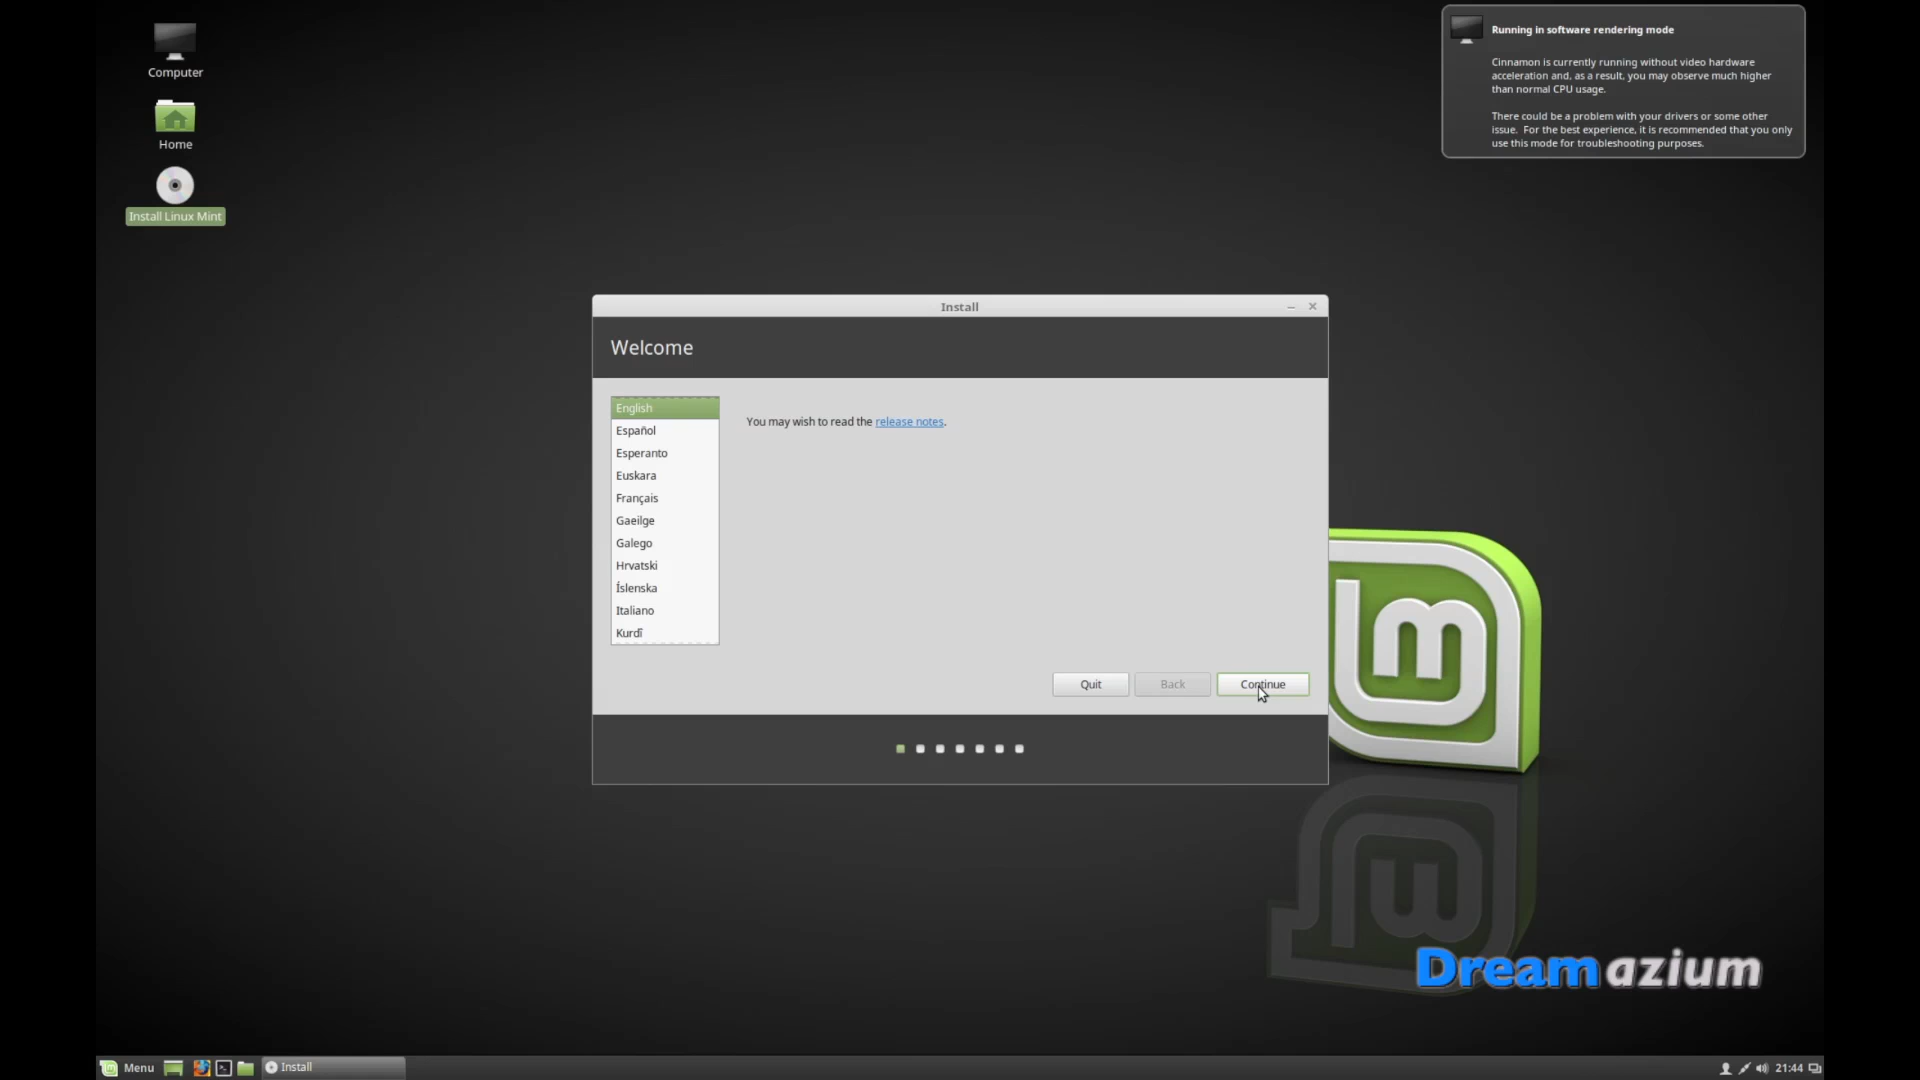 Computer
Home
Install Linux Mint
Running in software rendering mode
Cinnamon is currently running without video hardware
acceleration and, as a result, you may observe much higher
than normal CPU usage.
There could be a problem with your drivers or some other
issue.  For the best experience, it is recommended that you only
use this mode for troubleshooting purposes.
Install
Welcome
English
Español
Esperanto
Euskara
Français
Gaeilge
Galego
Hrvatski
Íslenska
Italiano
Kurdî
You may wish to read the release notes.
Quit
Back
Continue
Dreamazium
Menu
Install
21:44